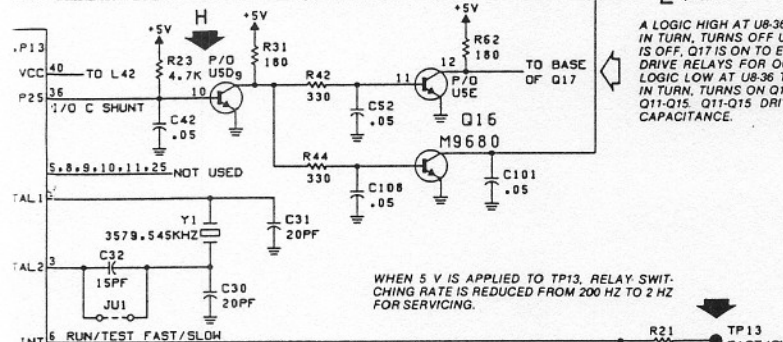 +5V
H
+5V
+5V
A LOGIC HIGH AT U8-36
IN TURN, TURNS OFF U
IS OFF, Q17 IS ON TO E
DRIVE RELAYS FOR O
LOGIC LOW AT U8-36 T
IN TURN, TURNS ON Q1
Q11-Q15. Q11-Q15 DRI
CAPACITANCE.
.P13
R23
4.7K
P/O
U5D
R31
180
R62
180
VCC 40 TO L42
9
R42
330
11
12
P/O
U5E
TO BASE
OF Q17
P25 36 I/O C SHUNT
10
C42
.05
C52
.05
Q16
M9680
5,8,9,10,11,25 NOT USED
R44
330
C108
.05
C101
.05
TAL1 2
Y1
3579.545KHZ
C31
20PF
TAL2 3
C32
15PF
JU1
C30
20PF
WHEN 5 V IS APPLIED TO TP13, RELAY SWIT-
CHING RATE IS REDUCED FROM 200 HZ TO 2 HZ
FOR SERVICING.
INT 6 RUN/TEST FAST/SLOW
R21
TP13